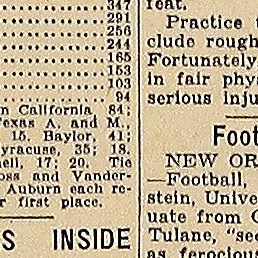 347
291
256
244
165
153
103
94
n California, 84;
Texas A. and M.,
15. Baylor, 41;
yracuse, 35; 18.
ell, 17; 20. Tie
oss and Vander-
Auburn each re-
r first place.
S INSIDE
feat.
Practice t
clude rough
Fortunately,
in fair phys
serious inju
Foot
NEW OR
—Football,
stein, Unive
uate from C
Tulane, "see
as ferocious